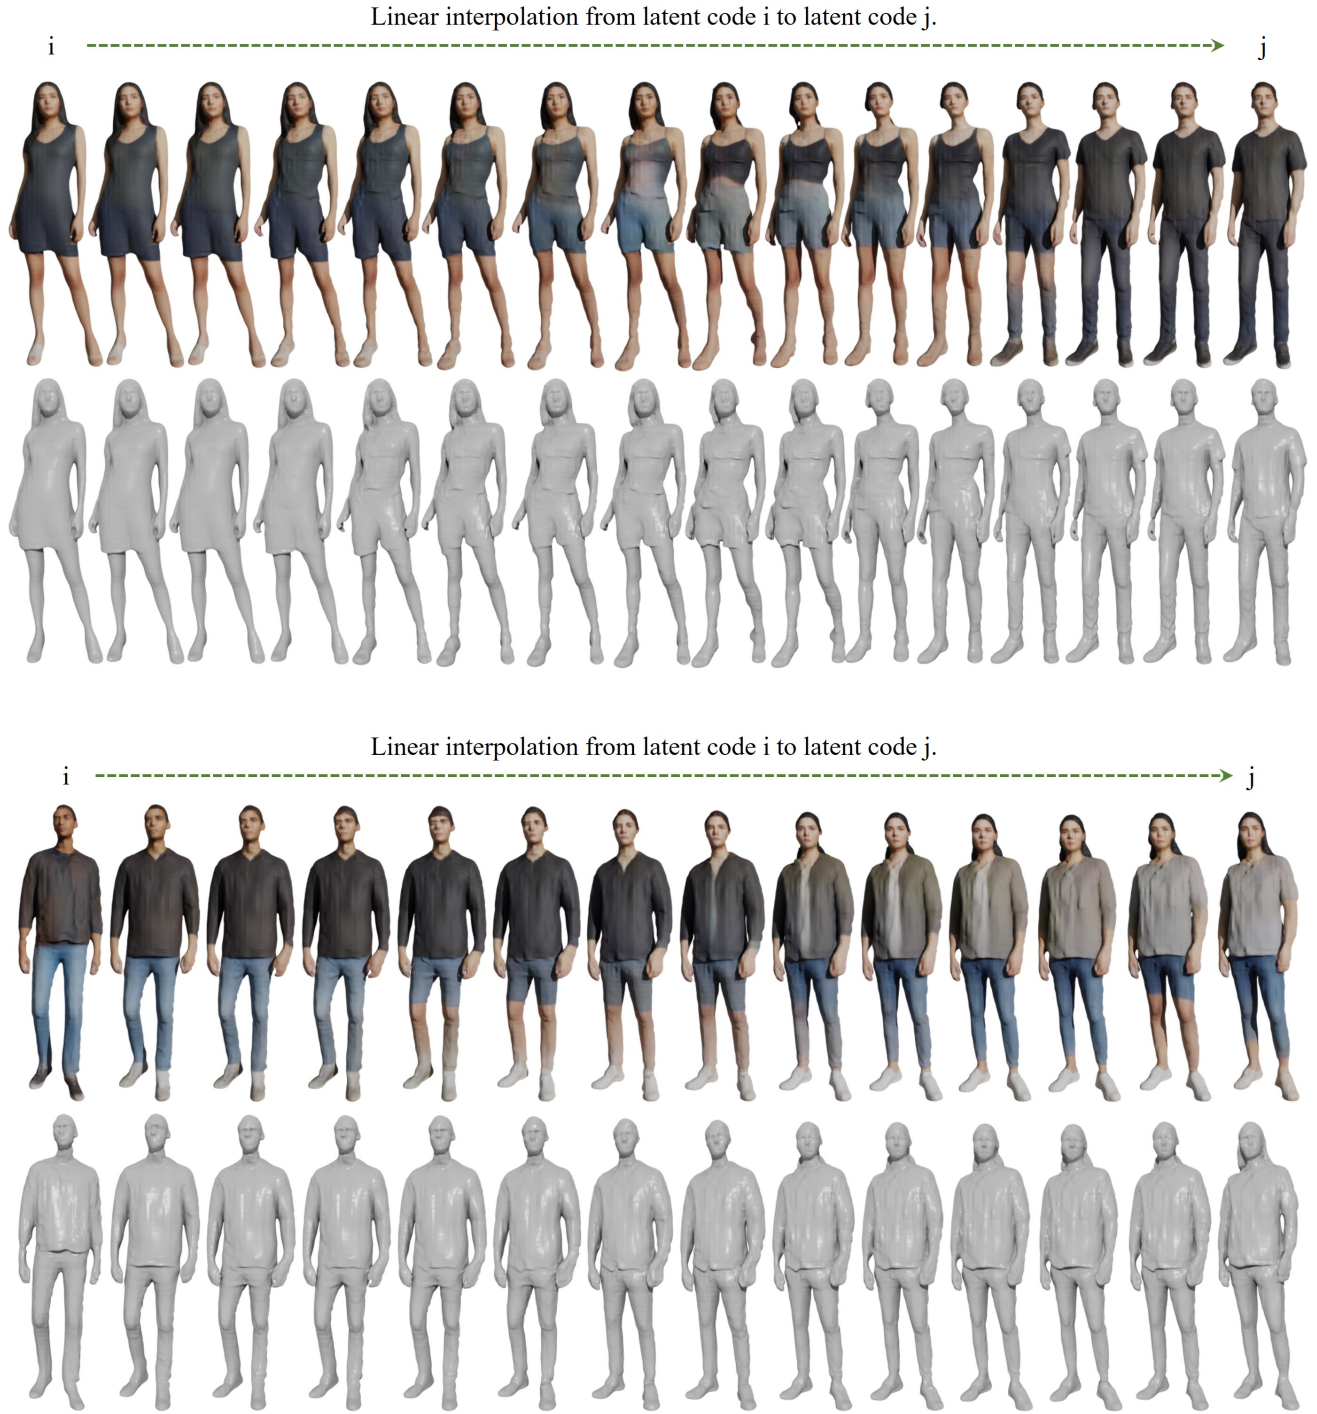 Linear interpolation from latent code i to latent code j.
i j
Linear interpolation from latent code i to latent code j.
i j